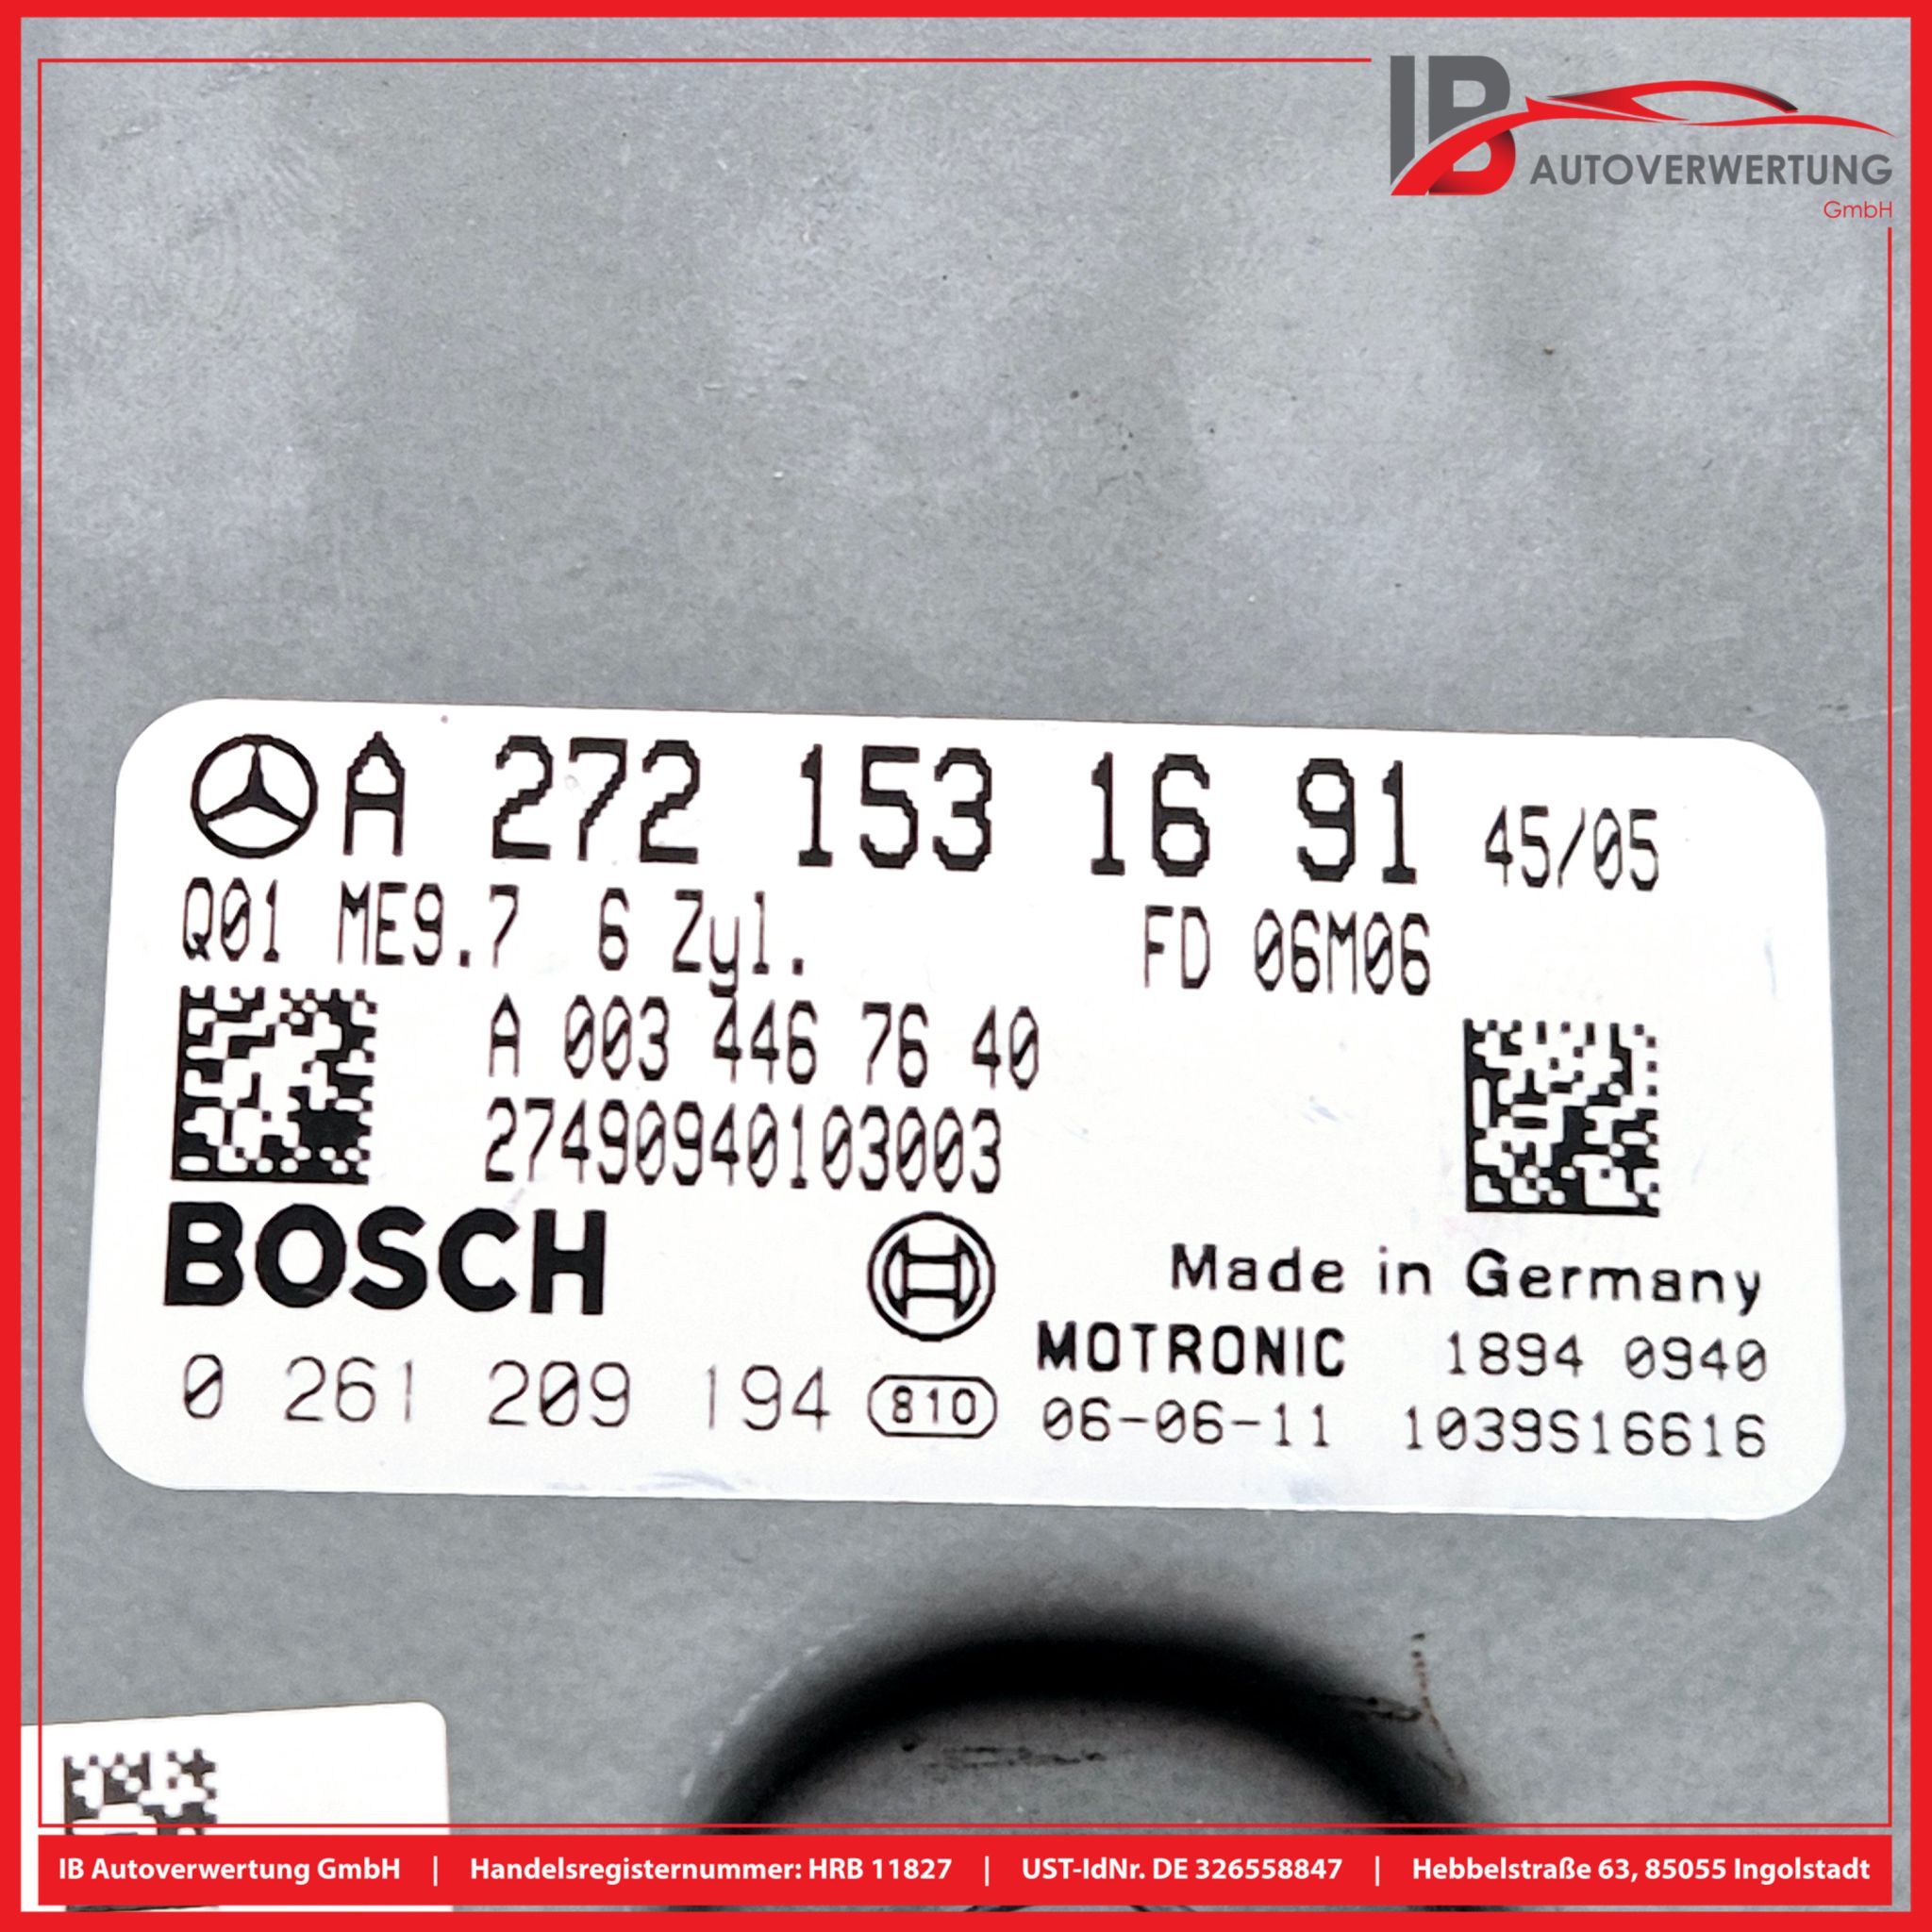 IB AUTOVERWERTUNG
GmbH
A 272 153 16 91 45/05
Q01 ME9.7 6 Zyl. FD 06M06
A 003 446 76 40
27490940103003
BOSCH
Made in Germany
MOTRONIC 1894 0940
0 261 209 194 810 06-06-11 1039S16616
IB Autoverwertung GmbH | Handelsregisternummer: HRB 11827 | UST-IdNr. DE 326558847 | Hebbelstraße 63, 85055 Ingolstadt